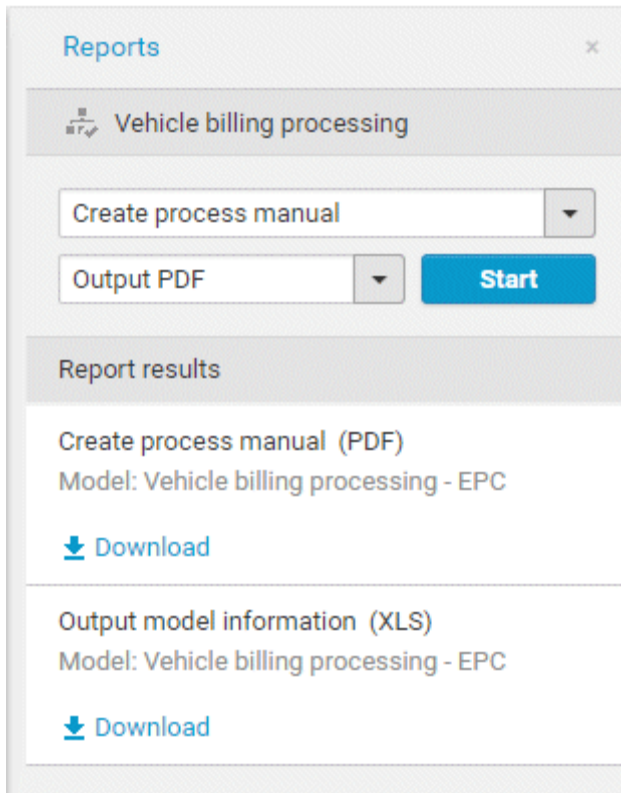 Reports
Vehicle billing processing
Create process manual
Output PDF
Start
Report results
Create process manual (PDF)
Model: Vehicle billing processing - EPC
Download
Output model information (XLS)
Model: Vehicle billing processing - EPC
Download